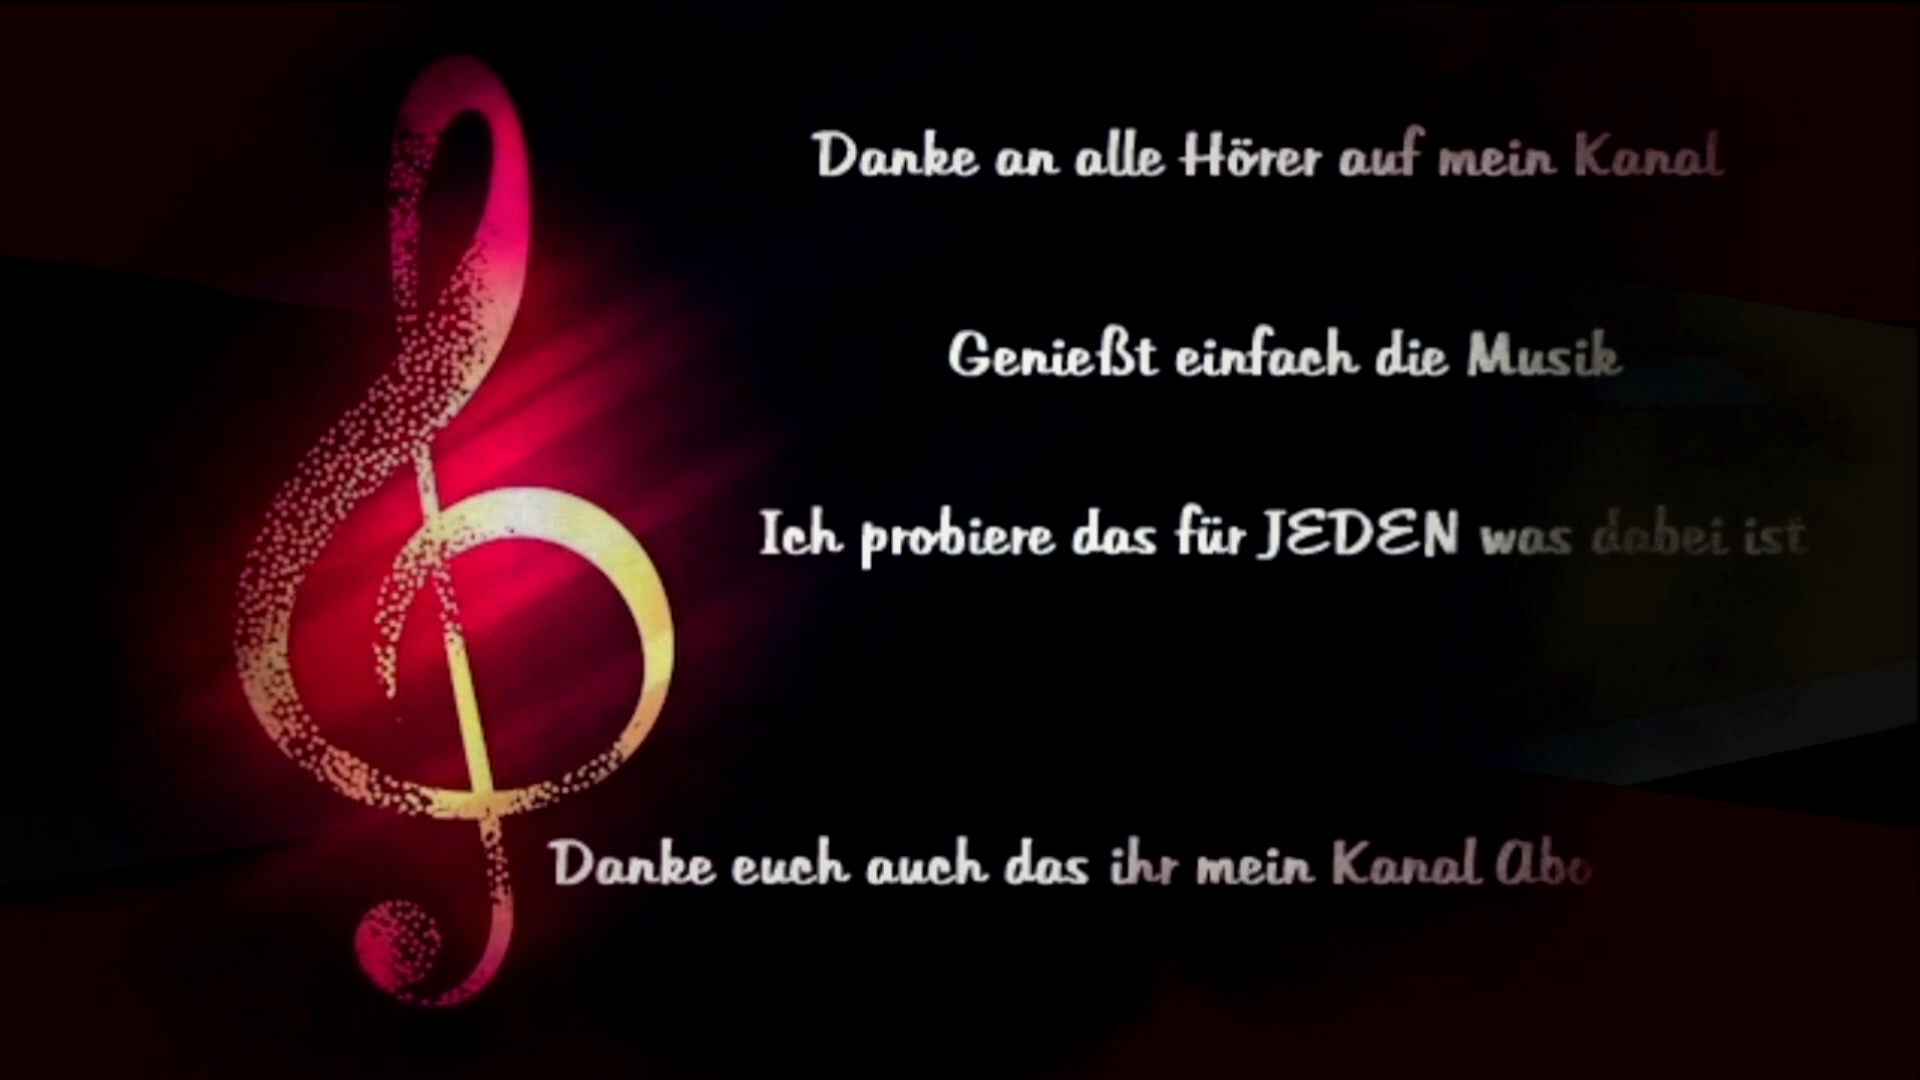 Danke an alle Hörer auf mein Kanal
Genießt einfach die Musik
Ich probiere das für JEDEN was dabei ist
Danke euch auch das ihr mein Kanal Abo